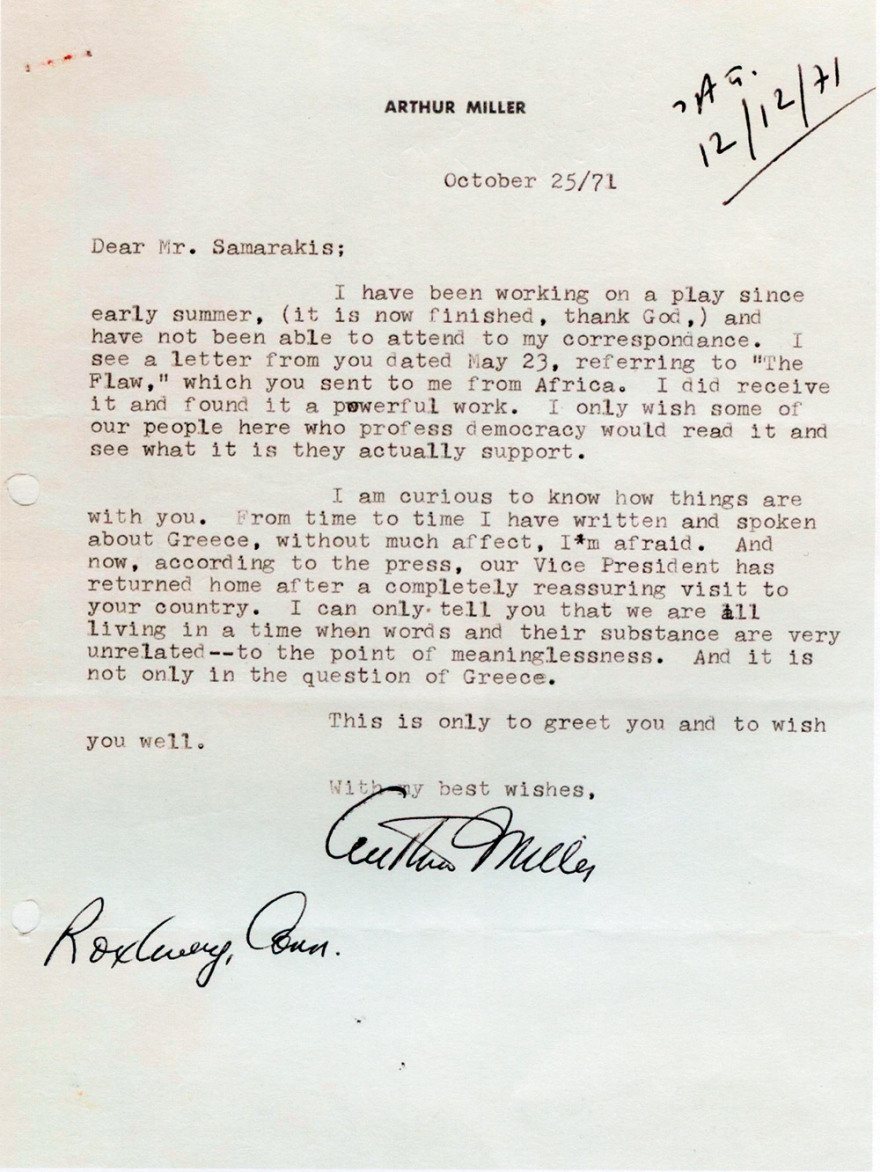 ARTHUR MILLER
12/12/71
October 25/71
Dear Mr. Samarakis;
I have been working on a play since
early summer, (it is now finished, thank God,) and
have not been able to attend to my correspondance. I
see a letter from you dated May 23, referring to "The
Flaw," which you sent to me from Africa. I did receive
it and found it a powerful work. I only wish some of
our people here who profess democracy would read it and
see what it is they actually support.
I am curious to know how things are
with you. From time to time I have written and spoken
about Greece, without much affect, I*m afraid. And
now, according to the press, our Vice President has
returned home after a completely reassuring visit to
your country. I can only tell you that we are all
living in a time when words and their substance are very
unrelated--to the point of meaninglessness. And it is
not only in the question of Greece.
This is only to greet you and to wish
you well.
With my best wishes,
Arthur Miller
Roxbury, Conn.